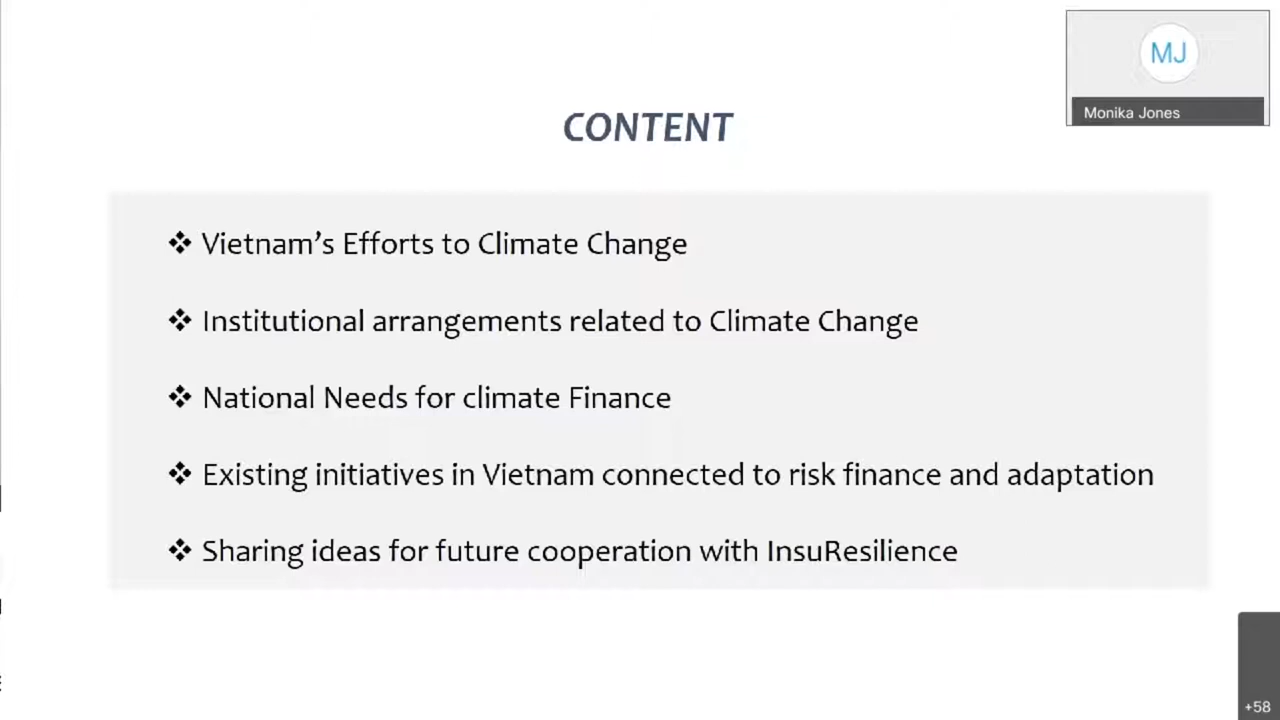 MJ
Monika Jones
CONTENT
❖ Vietnam’s Efforts to Climate Change
❖ Institutional arrangements related to Climate Change
❖ National Needs for climate Finance
❖ Existing initiatives in Vietnam connected to risk finance and adaptation
❖ Sharing ideas for future cooperation with InsuResilience
+58